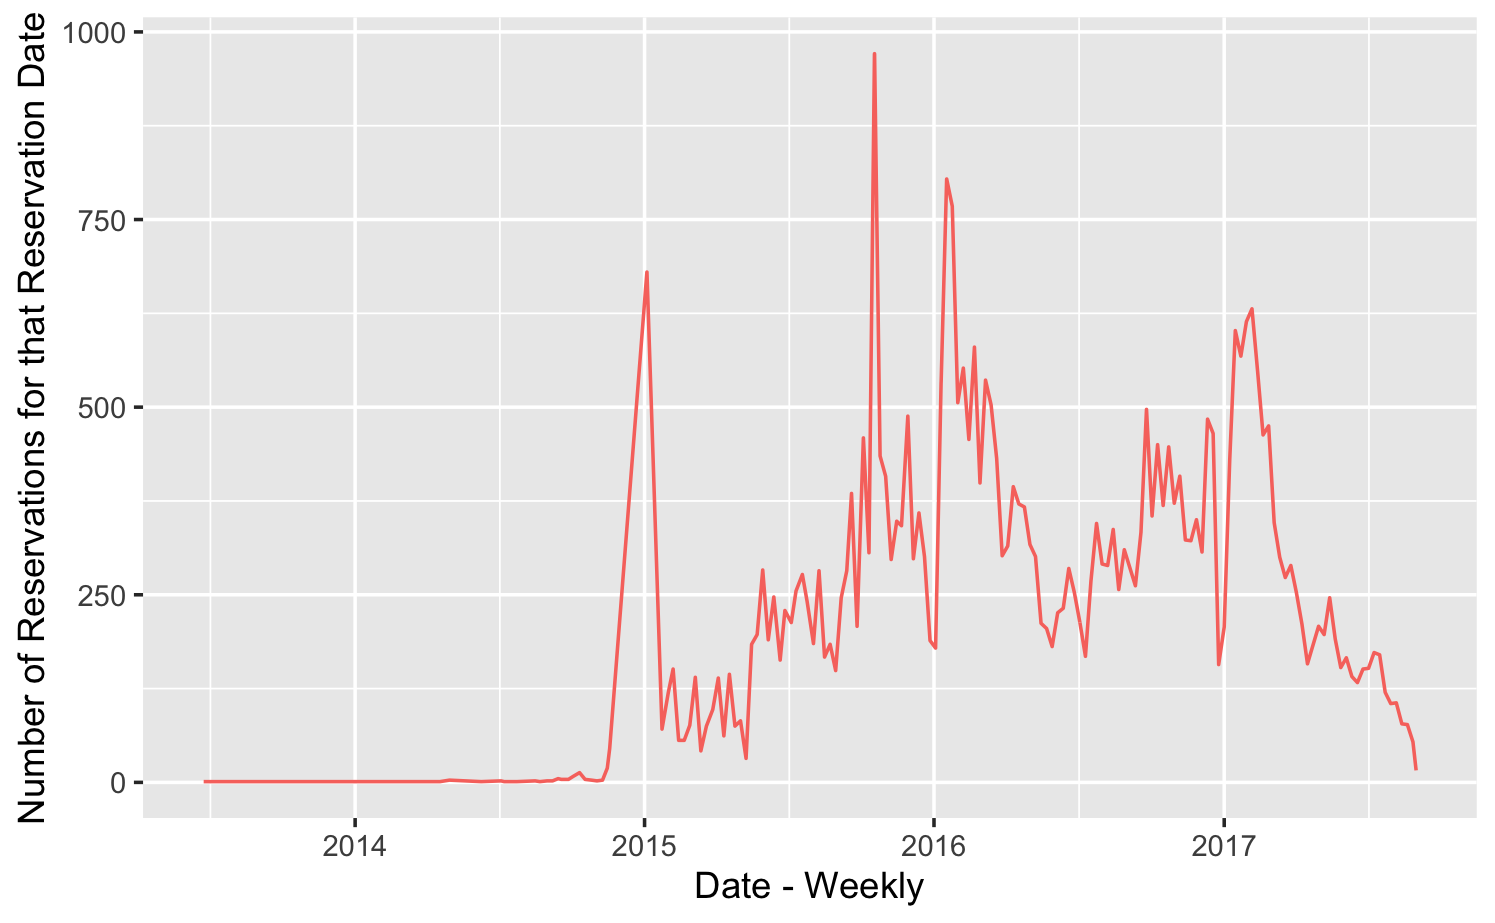 Number of Reservations for that Reservation Date
1000
750
500
250
0
2014 2015 2016 2017
Date - Weekly